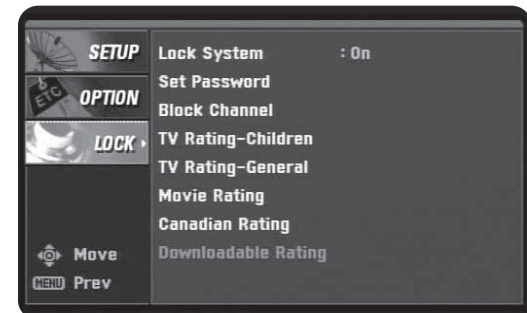 SETUP
OPTION
LOCK
Lock System : On
Set Password
Block Channel
TV Rating-Children
TV Rating-General
Movie Rating
Canadian Rating
Downloadable Rating
ETC
Move
MENU Prev